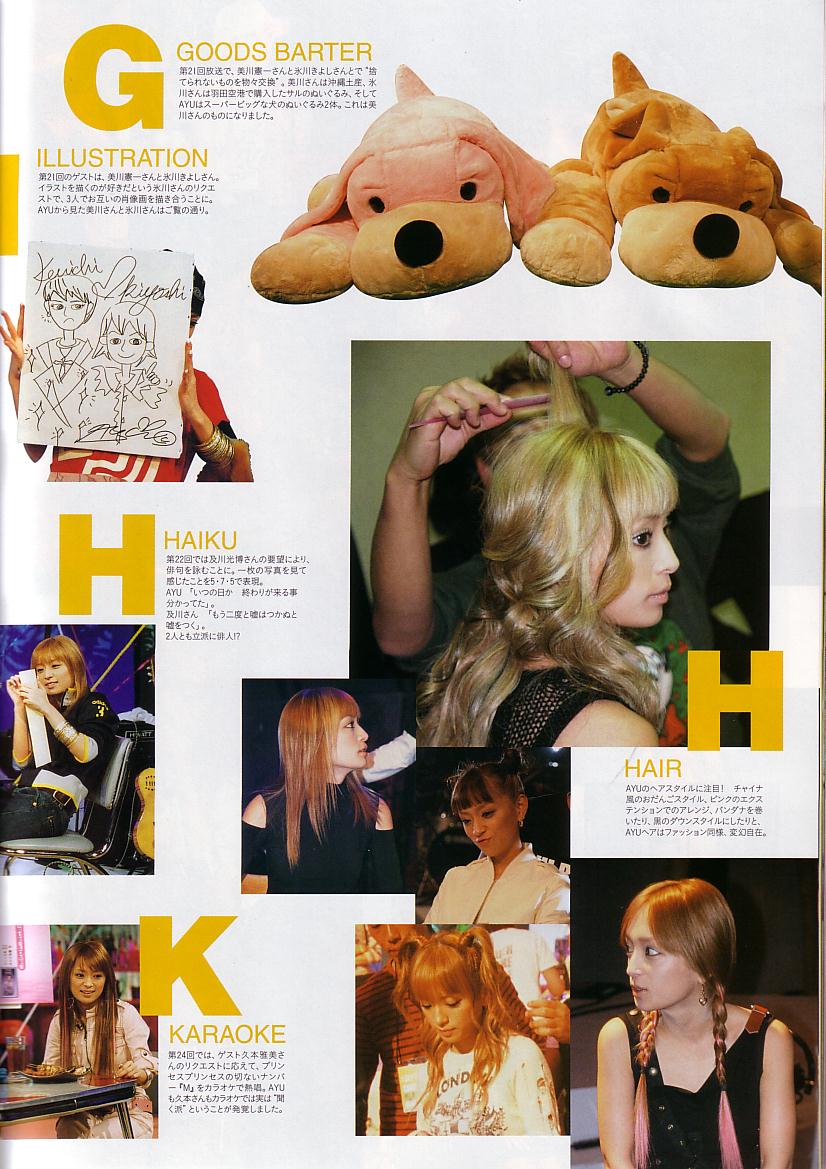 G
GOODS BARTER
第21回放送で、美川憲一さんと氷川きよしさんとで“捨
てられないものを物々交換”。美川さんは沖縄土産、氷
川さんは羽田空港で購入したサルのぬいぐるみ、そして
AYUはスーパービッグな犬のぬいぐるみ2体。これは美
川さんのものになりました。
ILLUSTRATION
第21回のゲストは、美川憲一さんと氷川きよしさん。
イラストを描くのが好きだという氷川さんのリクエ
ストで、3人でお互いの肖像画を描き合うことに。
AYUから見た美川さんと氷川さんはご覧の通り。
Kenichi
Kiyoshi
H
HAIKU
第22回では及川光博さんの要望により、
俳句を詠むことに。一枚の写真を見て
感じたことを5・7・5で表現。
AYU 「いつの日か 終わりが来る事
分かってた」。
及川さん 「もう二度と嘘はつかぬと
嘘をつく」。
2人とも立派に俳人!?
H
HAIR
AYUのヘアスタイルに注目! チャイナ
風のおだんごスタイル、ピンクのエクス
テンションでのアレンジ、バンダナを巻
いたり、黒のダウンスタイルにしたりと、
AYUヘアはファッション同様、変幻自在。
K
KARAOKE
第24回では、ゲスト久本雅美さ
んのリクエストに応えて、プリン
セスプリンセスの切ないナンバ
ー『M』をカラオケで熱唱。AYU
も久本さんもカラオケでは実は“聞
く派”ということが発覚しました。